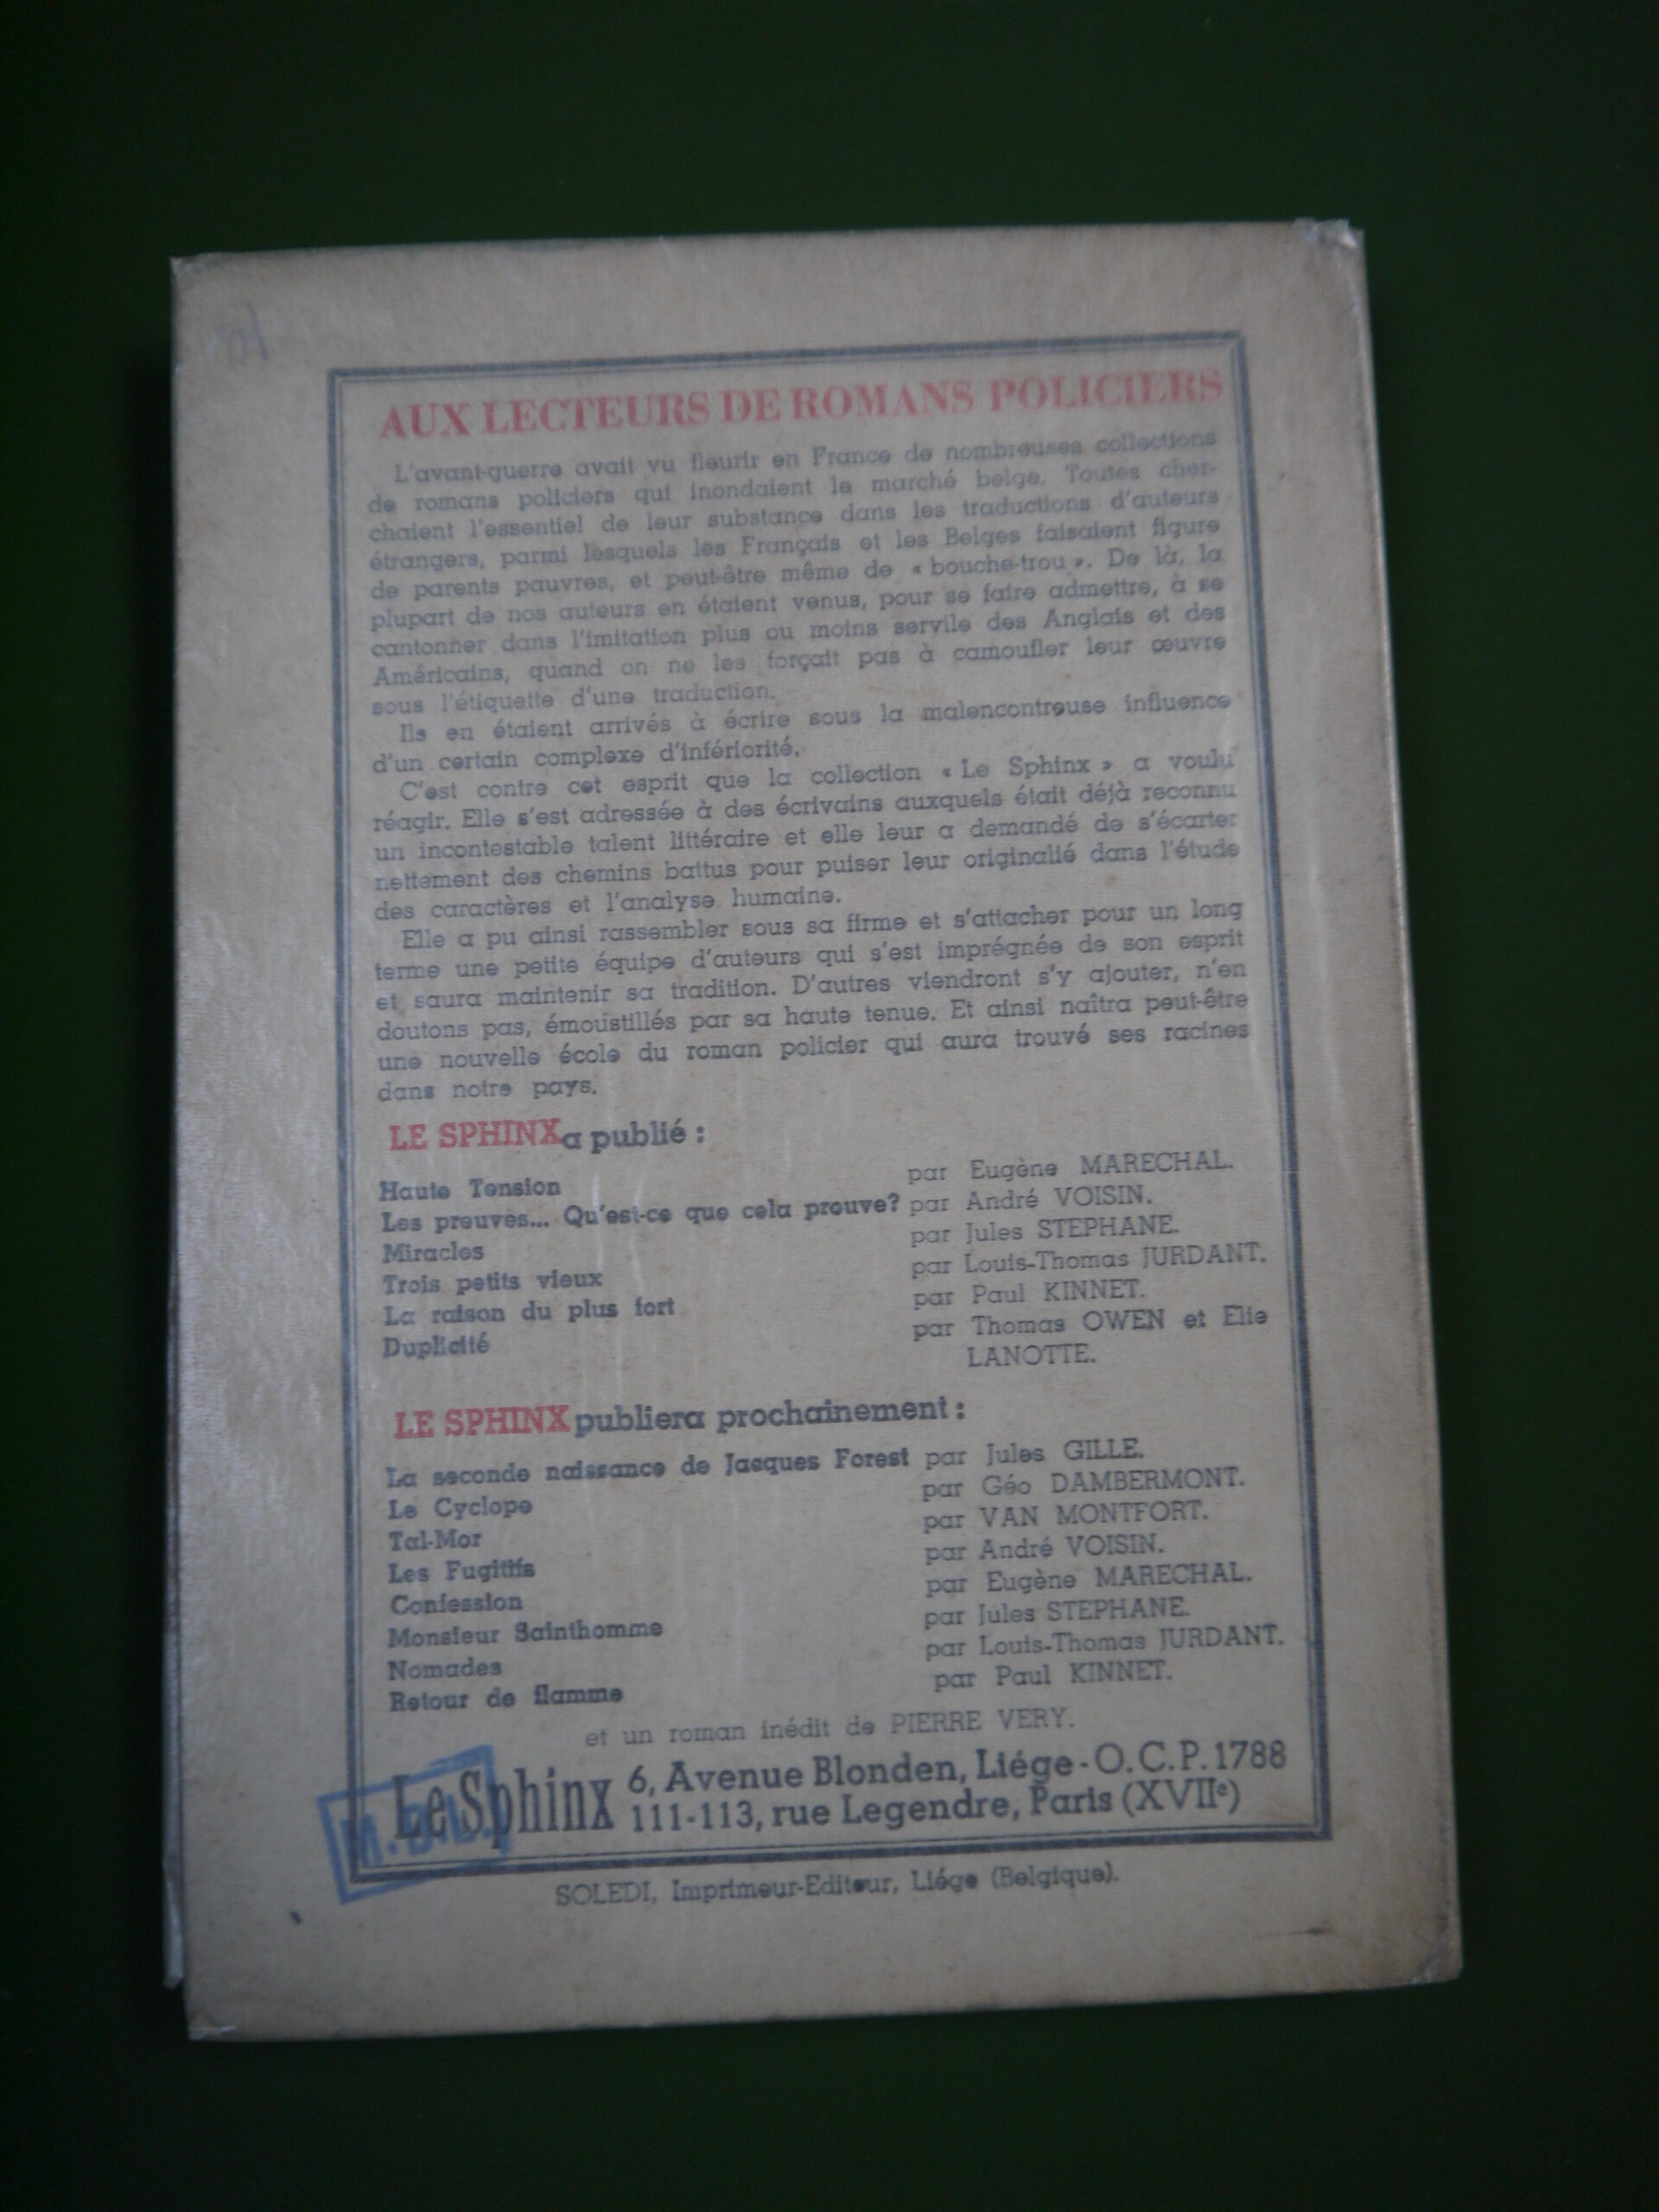 AUX LECTEURS DE ROMANS POLICIERS
L'avant-guerre avait vu fleurir en France de nombreuses collections
de romans policiers qui inondaient le marché belge. Toutes cher-
chaient l'essentiel de leur substance dans les traductions d'auteurs
étrangers, parmi lesquels les Français et les Belges faisaient figure
de parents pauvres, et peut-être même de « bouche-trou ». De là, la
plupart de nos auteurs en étaient venus, pour se faire admettre, à se
cantonner dans l'imitation plus ou moins servile des Anglais et des
Américains, quand on ne les forçait pas à camoufler leur œuvre
sous l'étiquette d'une traduction.
Ils en étaient arrivés à écrire sous la malencontreuse influence
d'un certain complexe d'infériorité.
C'est contre cet esprit que la collection « Le Sphinx » a voulu
réagir. Elle s'est adressée à des écrivains auxquels était déjà reconnu
un incontestable talent littéraire et elle leur a demandé de s'écarter
nettement des chemins battus pour puiser leur originalié dans l'étude
des caractères et l'analyse humaine.
Elle a pu ainsi rassembler sous sa firme et s'attacher pour un long
terme une petite équipe d'auteurs qui s'est imprégnée de son esprit
et saura maintenir sa tradition. D'autres viendront s'y ajouter, n'en
doutons pas, émoustillés par sa haute tenue. Et ainsi naîtra peut-être
une nouvelle école du roman policier qui aura trouvé ses racines
dans notre pays.
LE SPHINX a publié :
Haute Tension par Eugène MARECHAL.
Les preuves... Qu'est-ce que cela prouve? par André VOISIN.
Miracles par Jules STEPHANE.
Trois petits vieux par Louis-Thomas JURDANT.
La raison du plus fort par Paul KINNET.
Duplicité par Thomas OWEN et Elie
LANOTTE.
LE SPHINX publiera prochainement :
La seconde naissance de Jacques Forest par Jules GILLE.
Le Cyclope par Géo DAMBERMONT.
Tal-Mor par VAN MONTFORT.
Les Fugitifs par André VOISIN.
Confession par Eugène MARECHAL.
Monsieur Sainthomme par Jules STEPHANE.
Nomades par Louis-Thomas JURDANT.
Retour de flamme par Paul KINNET.
et un roman inédit de PIERRE VERY.
Le Sphinx 6, Avenue Blonden, Liége - O.C.P. 1788
111-113, rue Legendre, Paris (XVIIe)
SOLEDI, Imprimeur-Editeur, Liége (Belgique).